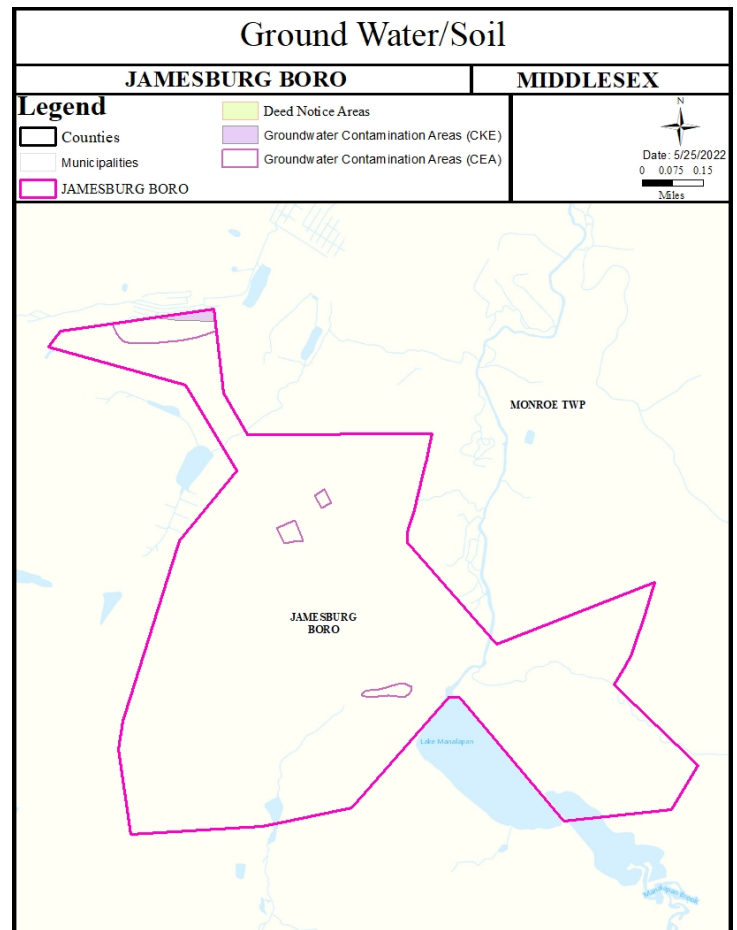 Ground Water/Soil
JAMESBURG BORO
MIDDLESEX
Legend
Counties
Municipalities
JAMESBURG BORO
Deed Notice Areas
Groundwater Contamination Areas (CKE)
Groundwater Contamination Areas (CEA)
N
Date: 5/25/2022
0 0.075 0.15
Miles
MONROE TWP
JAMESBURG
BORO
Lake Manalapan
Manalapan Brook